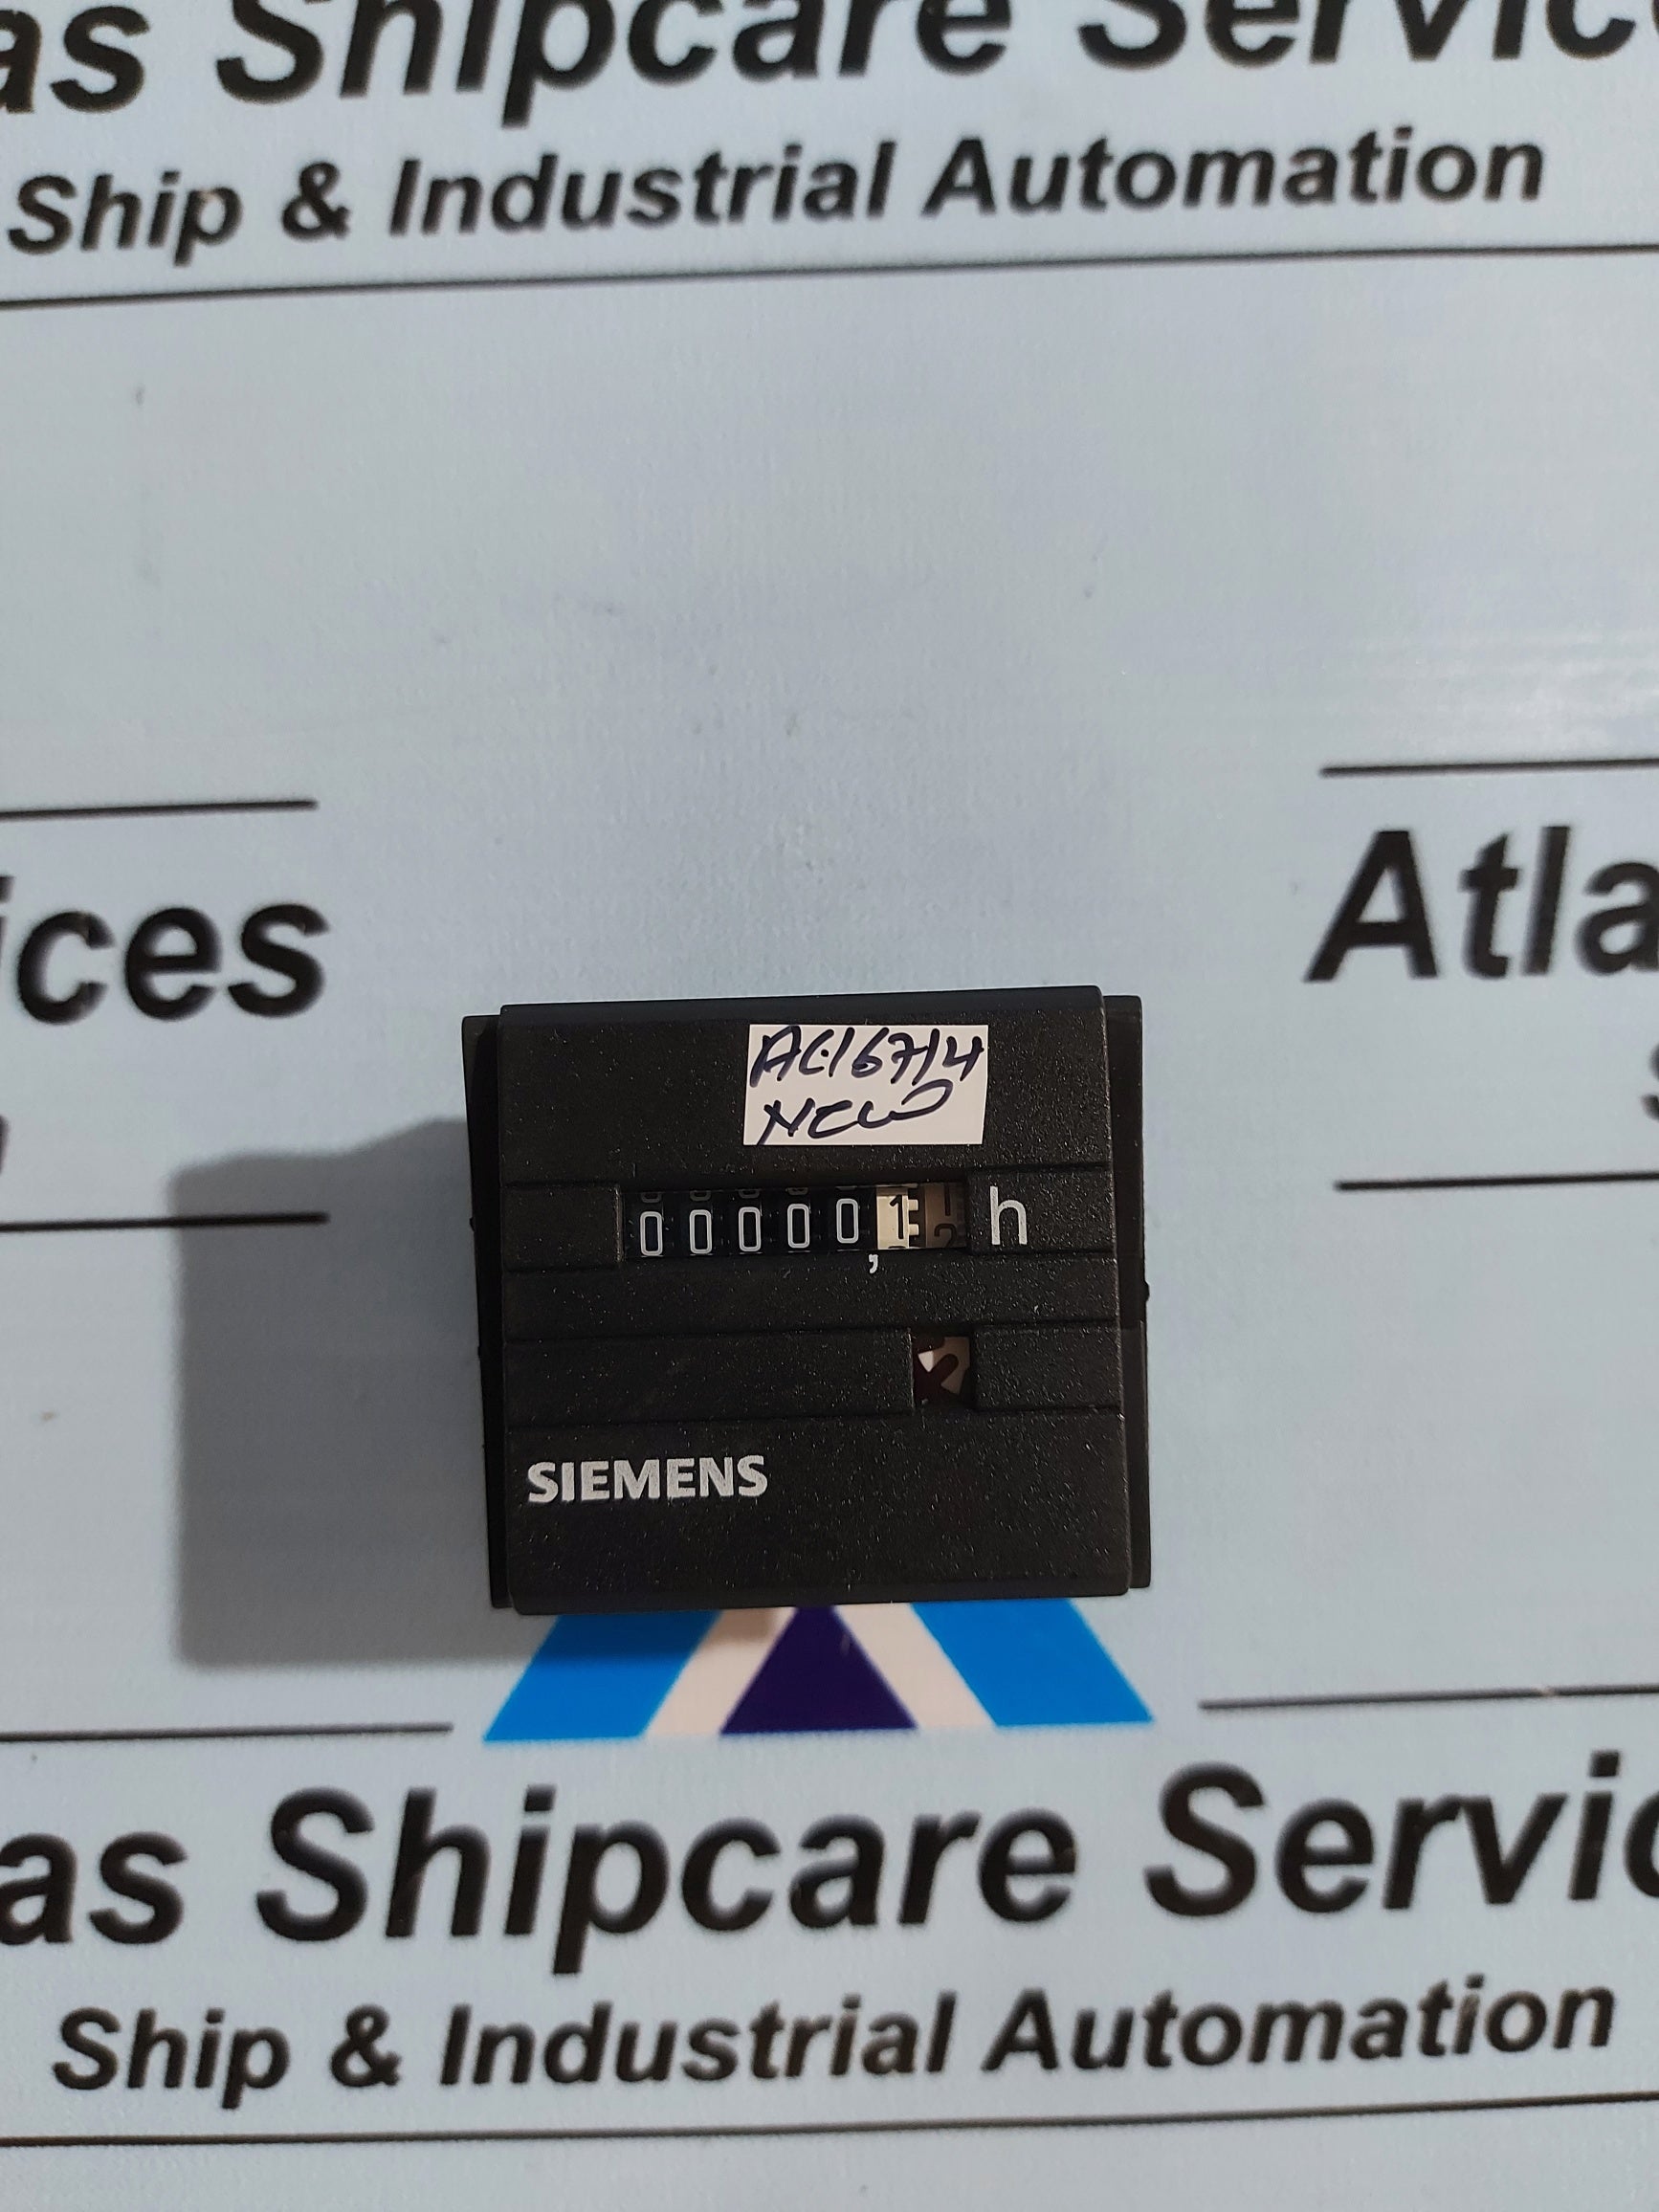 as Shipcare Servic
Ship & Industrial Automation
ices
Atla
AC16714
NEW
00000,1 h
SIEMENS
as Shipcare Servic
Ship & Industrial Automation